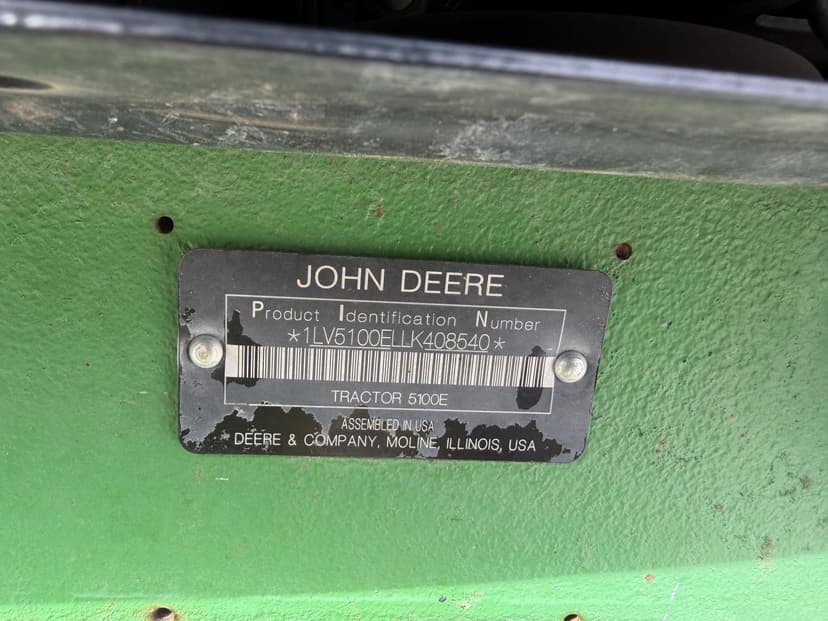 JOHN DEERE
Product Identification Number
*1LV5100ELLK408540*
TRACTOR 5100E
ASSEMBLED IN USA
DEERE & COMPANY, MOLINE, ILLINOIS, USA